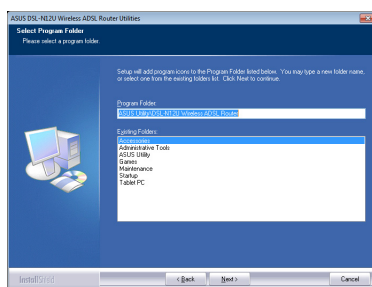 ASUS DSL-N12U Wireless ADSL Router Utilities
Select Program Folder
Please select a program folder.
Setup will add program icons to the Program Folder listed below. You may type a new folder name, or select one from the existing folders list. Click Next to continue.
Program Folder:
ASUS Utility\DSL-N12U Wireless ADSL Router
Existing Folders:
Accessories
Administrative Tools
ASUS Utility
Games
Maintenance
Startup
Tablet PC
InstallShield
< Back
Next >
Cancel